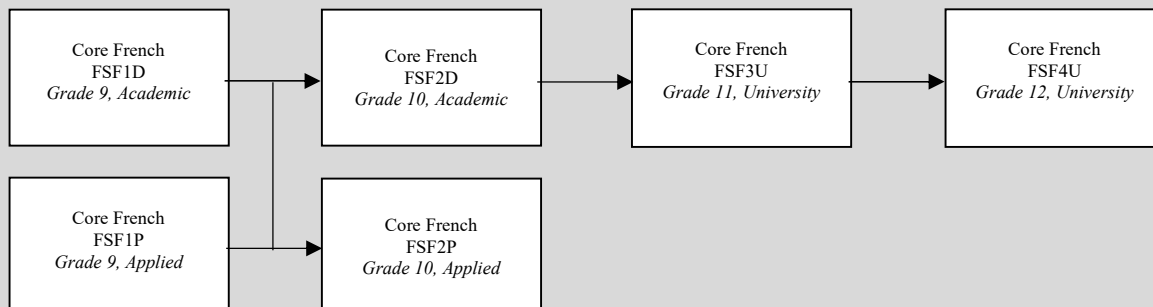 Core French
FSF1D
Grade 9, Academic
Core French
FSF2D
Grade 10, Academic
Core French
FSF3U
Grade 11, University
Core French
FSF4U
Grade 12, University
Core French
FSF1P
Grade 9, Applied
Core French
FSF2P
Grade 10, Applied